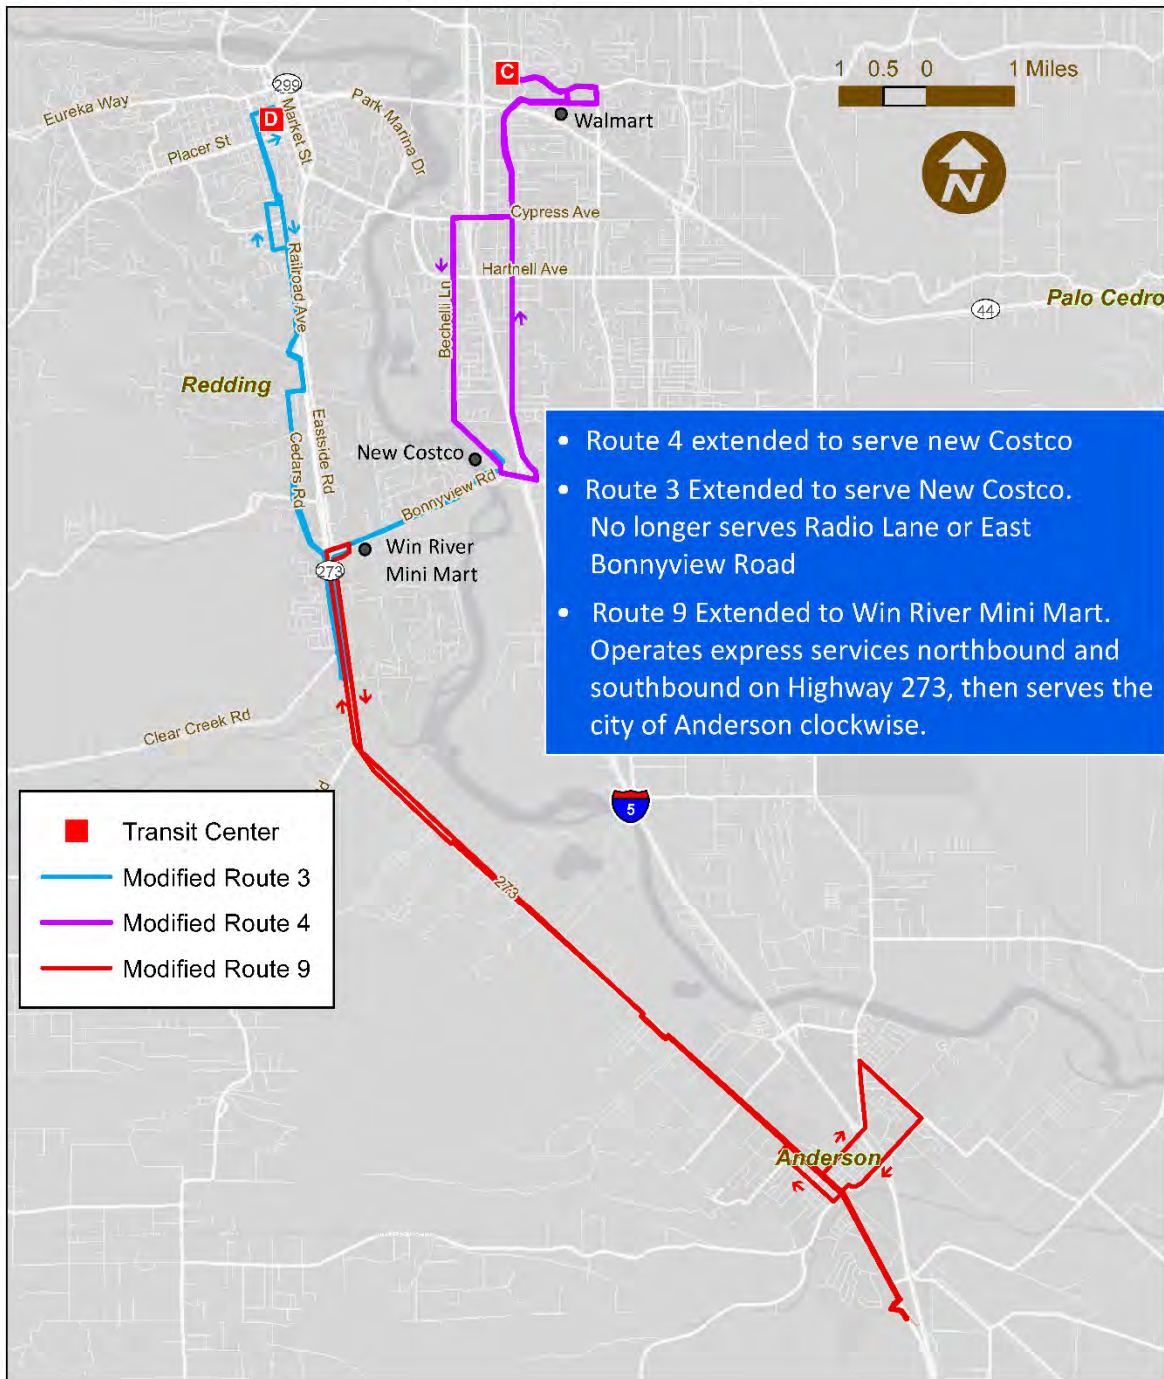 C
1 0.5 0 1 Miles
299
Eureka Way
Park Marina Dr
D
Market St
Walmart
Placer St
N
Cypress Ave
Hartnell Ave
Railroad Ave
Bechelli Ln
Palo Cedro
44
Redding
Eastside Rd
Cedars Rd
New Costco
Bonnyview Rd
Win River
Mini Mart
273
• Route 4 extended to serve new Costco
• Route 3 Extended to serve New Costco.
No longer serves Radio Lane or East
Bonnyview Road
• Route 9 Extended to Win River Mini Mart.
Operates express services northbound and
southbound on Highway 273, then serves the
city of Anderson clockwise.
Clear Creek Rd
5
Transit Center
Modified Route 3
Modified Route 4
Modified Route 9
273
Anderson